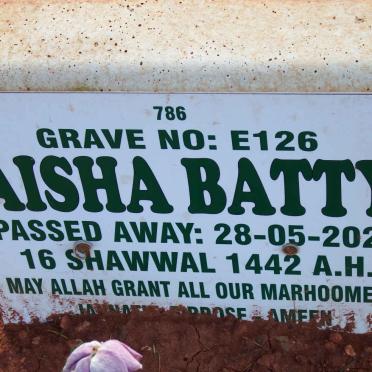 786
GRAVE NO: E126
AISHA BATTY
PASSED AWAY: 28-05-202
16 SHAWWAL 1442 A.H.
MAY ALLAH GRANT ALL OUR MARHOOME
AMEEN